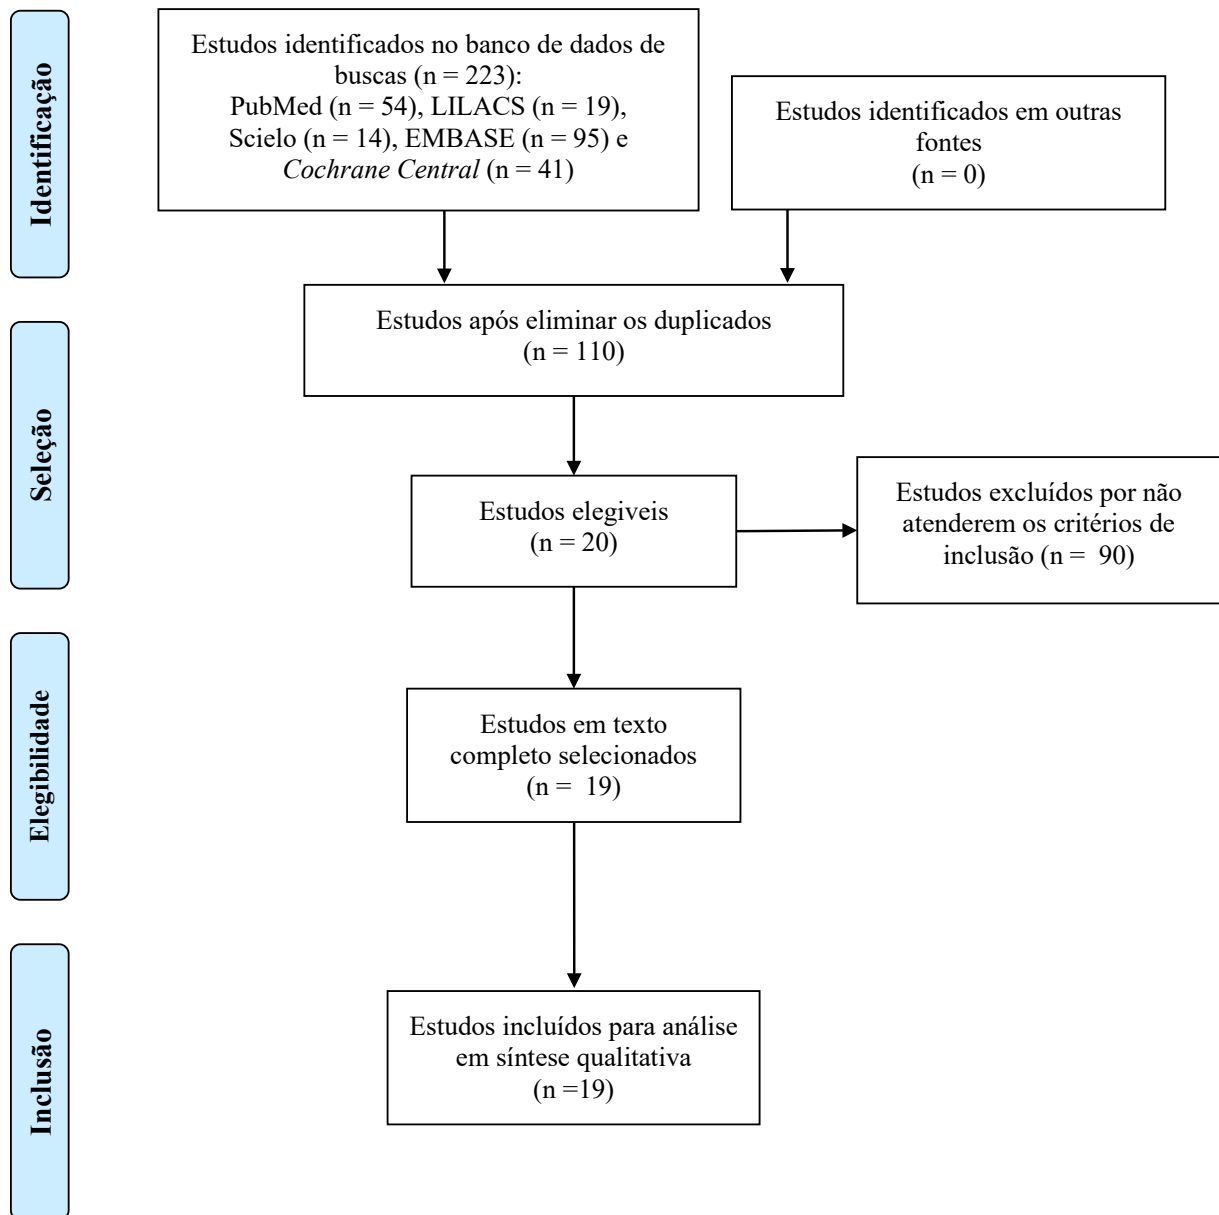 Identificação
Estudos identificados no banco de dados de
buscas (n = 223):
PubMed (n = 54), LILACS (n = 19),
Scielo (n = 14), EMBASE (n = 95) e
Cochrane Central (n = 41)
Estudos identificados em outras
fontes
(n = 0)
Seleção
Estudos após eliminar os duplicados
(n = 110)
Estudos elegiveis
(n = 20)
Estudos excluídos por não
atenderem os critérios de
inclusão (n =  90)
Elegibilidade
Estudos em texto
completo selecionados
(n =  19)
Inclusão
Estudos incluídos para análise
em síntese qualitativa
(n =19)